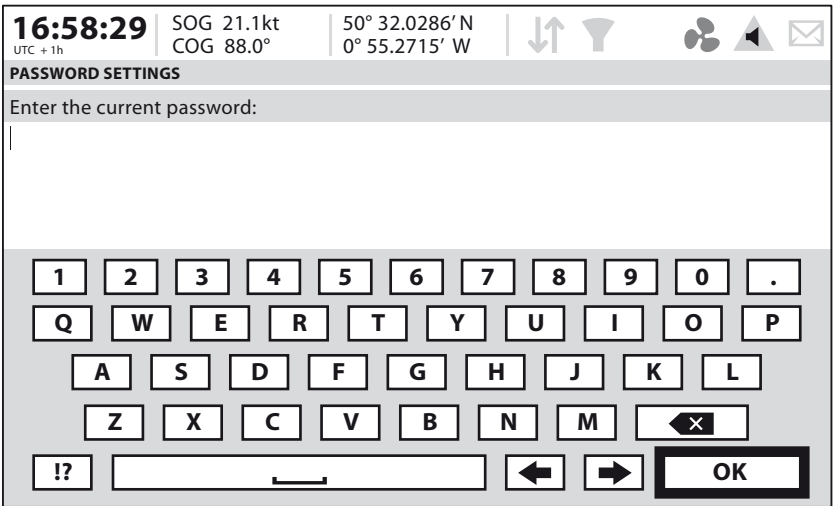 16:58:29
UTC + 1h
SOG 21.1kt
COG 88.0°
50° 32.0286′ N
0° 55.2715′ W
PASSWORD SETTINGS
Enter the current password:
1 2 3 4 5 6 7 8 9 0 .
Q W E R T Y U I O P
A S D F G H J K L
Z X C V B N M
!? OK